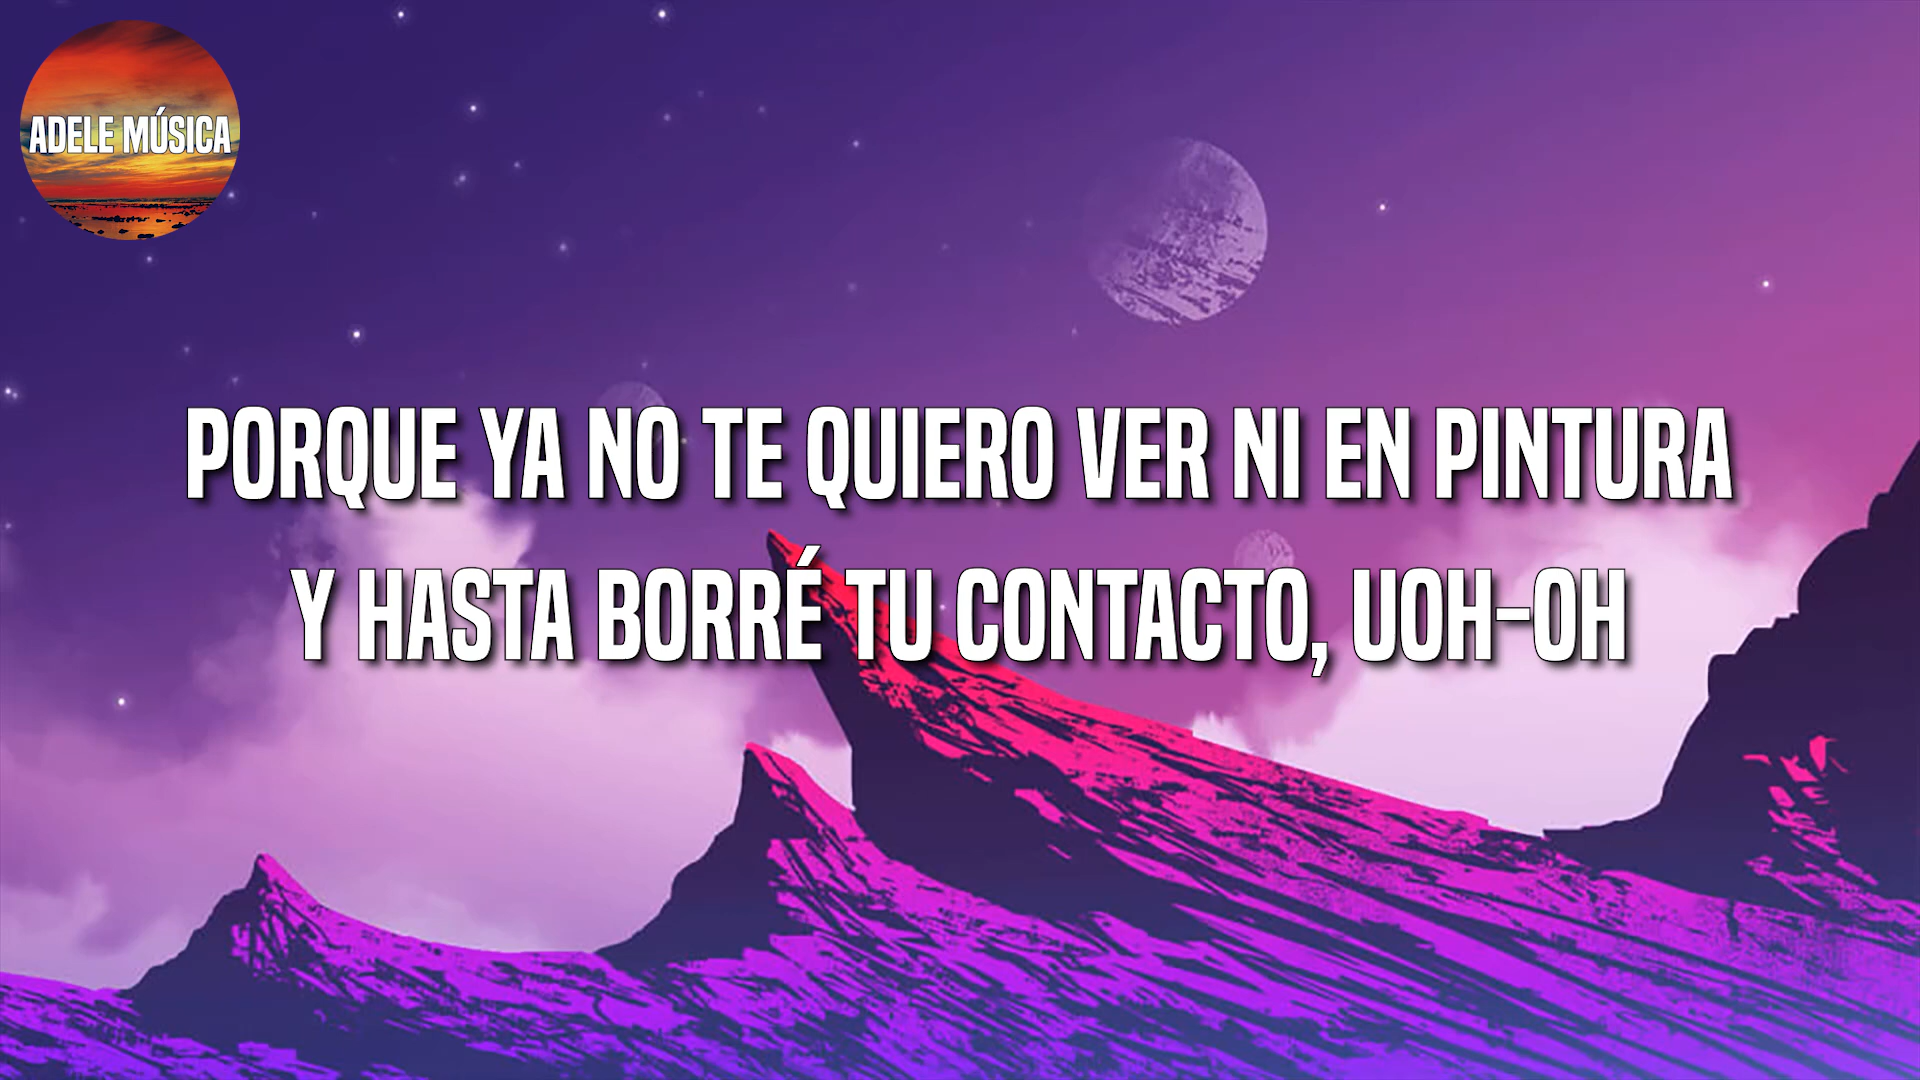 ADELE MÚSICA
PORQUE YA NO TE QUIERO VER NI EN PINTURA
Y HASTA BORRÉ TU CONTACTO, UOH-OH